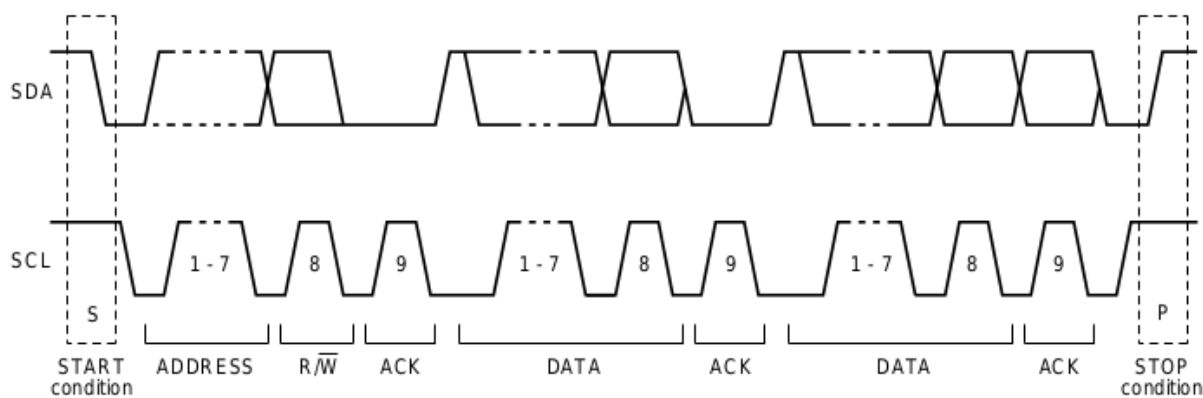 SDA
SCL
1 - 7 8 9 1 - 7 8 9 1 - 7 8 9
S P
START condition ADDRESS R/W̅ ACK DATA ACK DATA ACK STOP condition